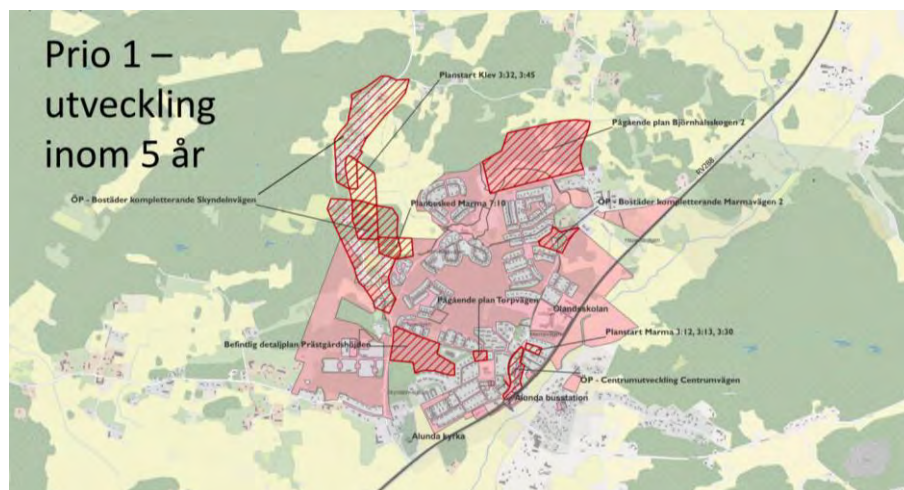 Prio 1 –
utveckling
inom 5 år
Planstart Klev 3:32, 3:45
Pågående plan Björnhålsskogen 2
RV288
ÖP - Bostäder kompletterande Skyndelnvägen
Planbesked Marma 7:10
ÖP - Bostäder kompletterande Marmavägen 2
Pågående plan Torpvägen
Olandsskolan
Planstart Marma 3:12, 3:13, 3:30
Befintlig detaljplan Prästgårdshöjden
ÖP - Centrumutveckling Centrumvägen
Alunda busstation
Alunda kyrka